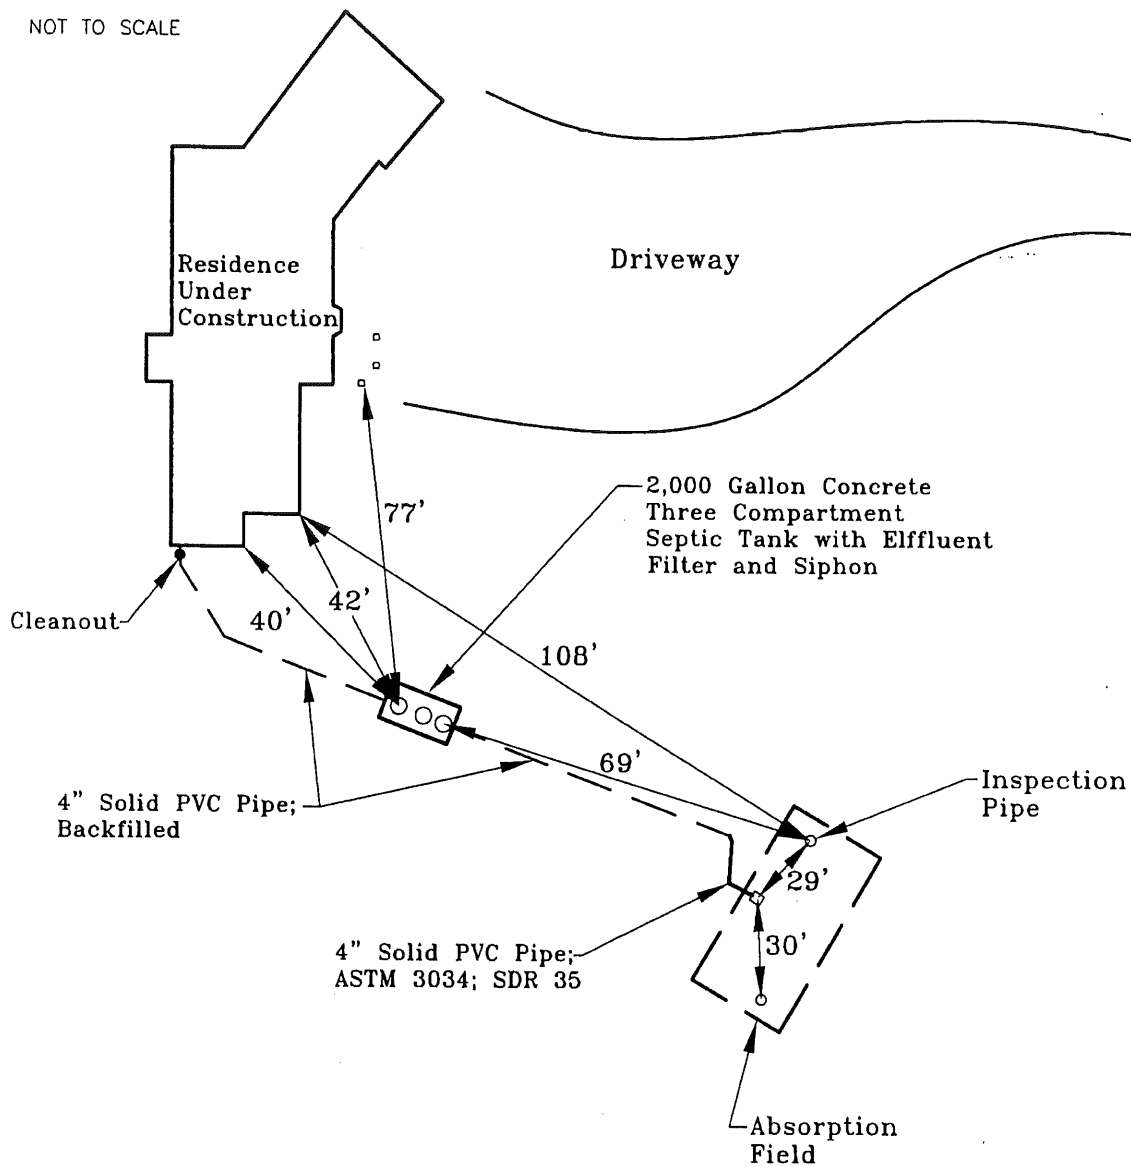 NOT TO SCALE
Residence
Under
Construction
Driveway
2,000 Gallon Concrete
Three Compartment
Septic Tank with Elffluent
Filter and Siphon
77'
42'
40'
Cleanout
108'
69'
4" Solid PVC Pipe;
Backfilled
Inspection
Pipe
29'
30'
4" Solid PVC Pipe;
ASTM 3034; SDR 35
Absorption
Field